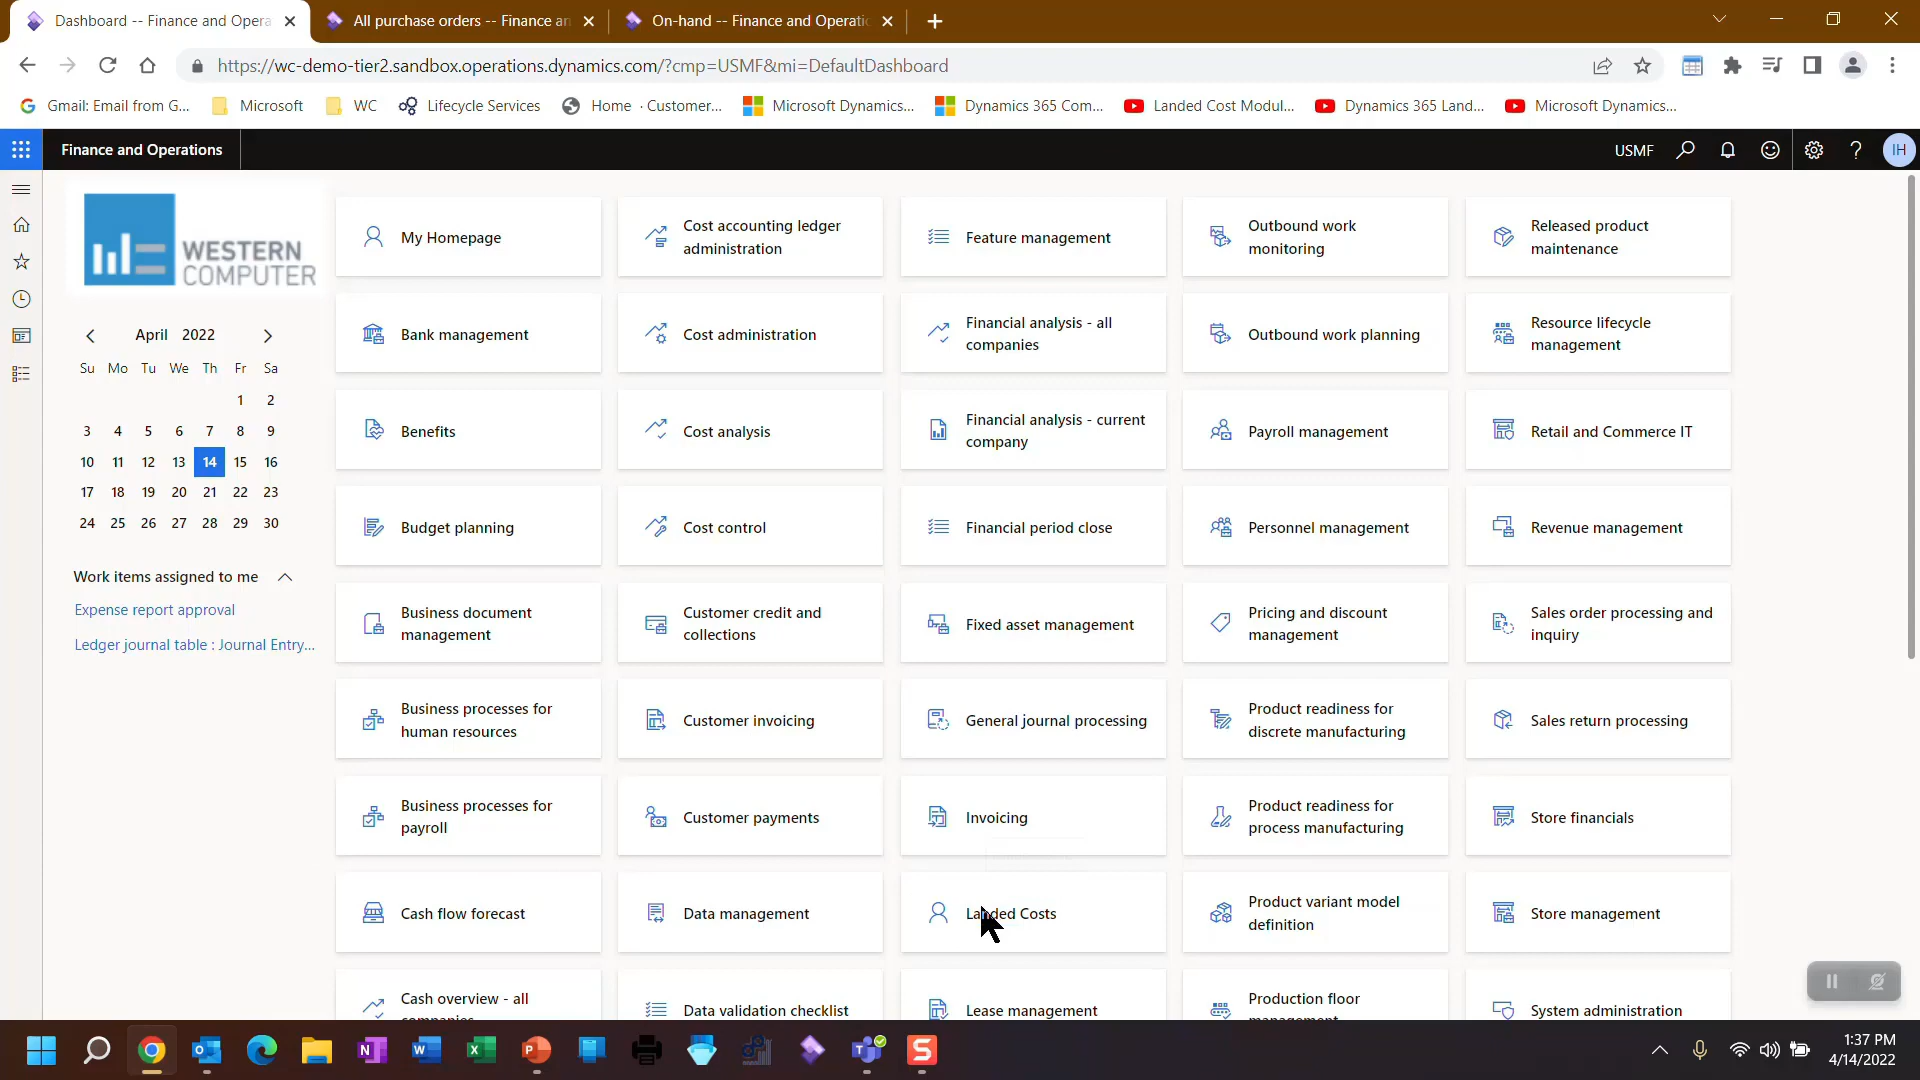 Dashboard -- Finance and Opera
All purchase orders -- Finance an
On-hand -- Finance and Operatio
https://wc-demo-tier2.sandbox.operations.dynamics.com/?cmp=USMF&mi=DefaultDashboard
Gmail: Email from G...
Microsoft
WC
Lifecycle Services
Home · Customer...
Microsoft Dynamics...
Dynamics 365 Com...
Landed Cost Modul...
Dynamics 365 Land...
Microsoft Dynamics...
Finance and Operations
USMF
IH
WESTERN
COMPUTER
April 2022
Su Mo Tu We Th Fr Sa
1 2
3 4 5 6 7 8 9
10 11 12 13 14 15 16
17 18 19 20 21 22 23
24 25 26 27 28 29 30
Work items assigned to me
Expense report approval
Ledger journal table : Journal Entry...
My Homepage
Cost accounting ledger
administration
Feature management
Outbound work
monitoring
Released product
maintenance
Bank management
Cost administration
Financial analysis - all
companies
Outbound work planning
Resource lifecycle
management
Benefits
Cost analysis
Financial analysis - current
company
Payroll management
Retail and Commerce IT
Budget planning
Cost control
Financial period close
Personnel management
Revenue management
Business document
management
Customer credit and
collections
Fixed asset management
Pricing and discount
management
Sales order processing and
inquiry
Business processes for
human resources
Customer invoicing
General journal processing
Product readiness for
discrete manufacturing
Sales return processing
Business processes for
payroll
Customer payments
Invoicing
Product readiness for
process manufacturing
Store financials
Cash flow forecast
Data management
Landed Costs
Product variant model
definition
Store management
Cash overview - all
companies
Data validation checklist
Lease management
Production floor
management
System administration
1:37 PM
4/14/2022